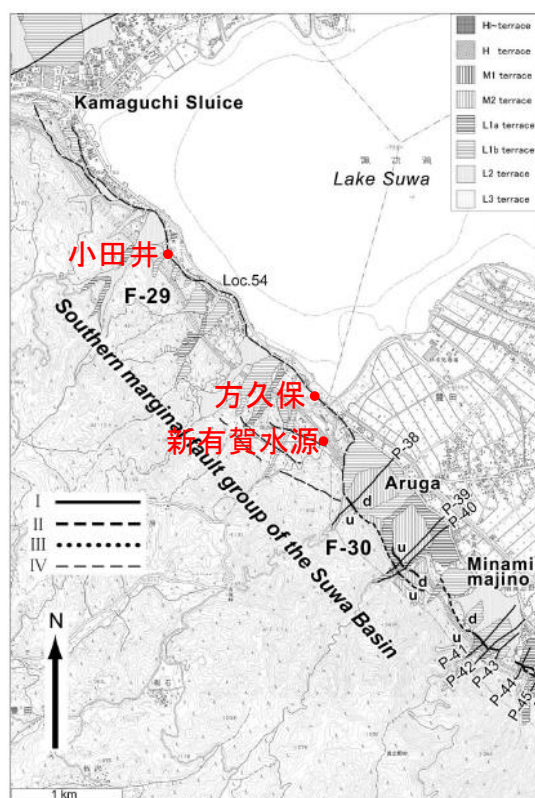 Hi~terrace
H terrace
M1 terrace
M2 terrace
L1a terrace
L1b terrace
L2 terrace
L3 terrace
Kamaguchi Sluice
Lake Suwa
小田井
Loc.54
F-29
Southern marginal fault group of the Suwa Basin
方久保
新有賀水源
P-38
Aruga
P-39
P-40
d
u
F-30
u
d
u
Minami
majino
d
u
P-41
P-42
P-43
P-44
P-45
I
II
III
IV
N
1 km